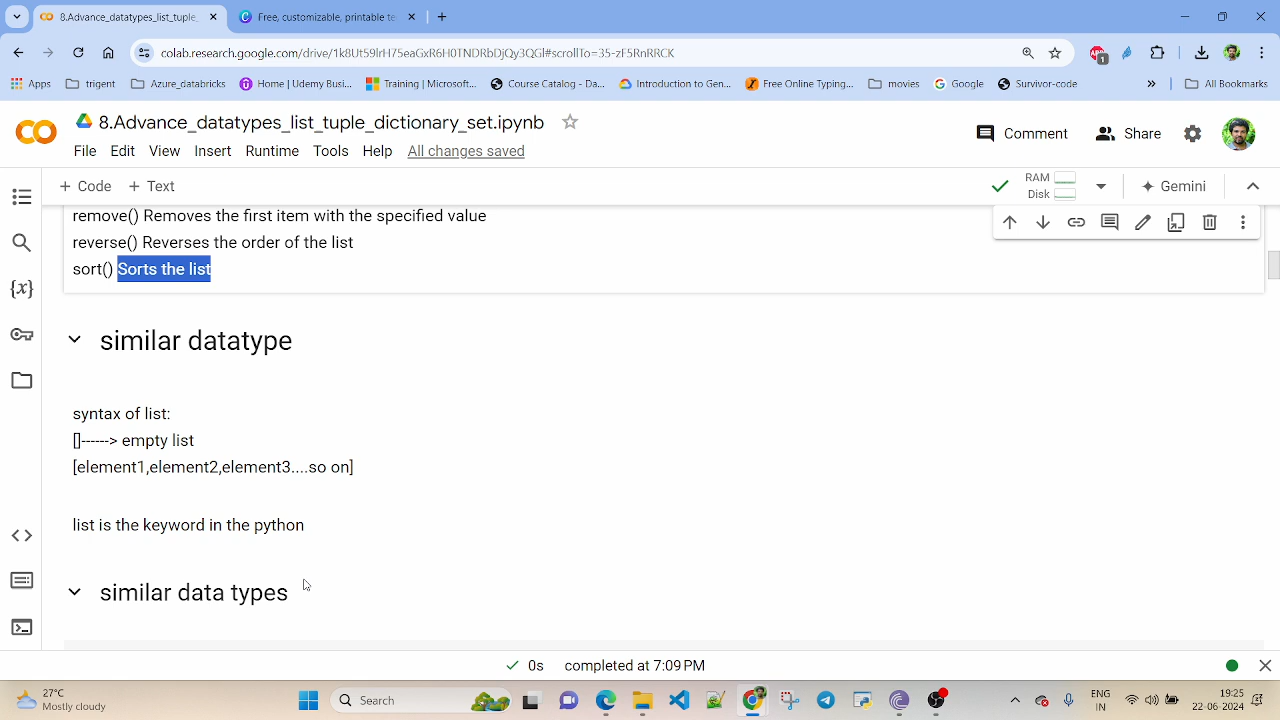 8.Advance_datatypes_list_tuple_
Free, customizable, printable te
colab.research.google.com/drive/1k8Ut59lrH75eaGxR6H0TNDRbDjQy3QGl#scrollTo=35-zF5RnRRCK
Apps
trigent
Azure_databricks
Home | Udemy Busi...
Training | Microsoft...
Course Catalog - Da...
Introduction to Gen...
Free Online Typing...
movies
Google
Survivor-code
All Bookmarks
8.Advance_datatypes_list_tuple_dictionary_set.ipynb
Comment
Share
File Edit View Insert Runtime Tools Help All changes saved
+ Code + Text
RAM
Disk
Gemini
remove() Removes the first item with the specified value
reverse() Reverses the order of the list
sort() Sorts the list
similar datatype
syntax of list:
[]------> empty list
[element1,element2,element3....so on]
list is the keyword in the python
similar data types
0s completed at 7:09 PM
27°C
Mostly cloudy
Search
ENG
IN
19:25
22-06-2024